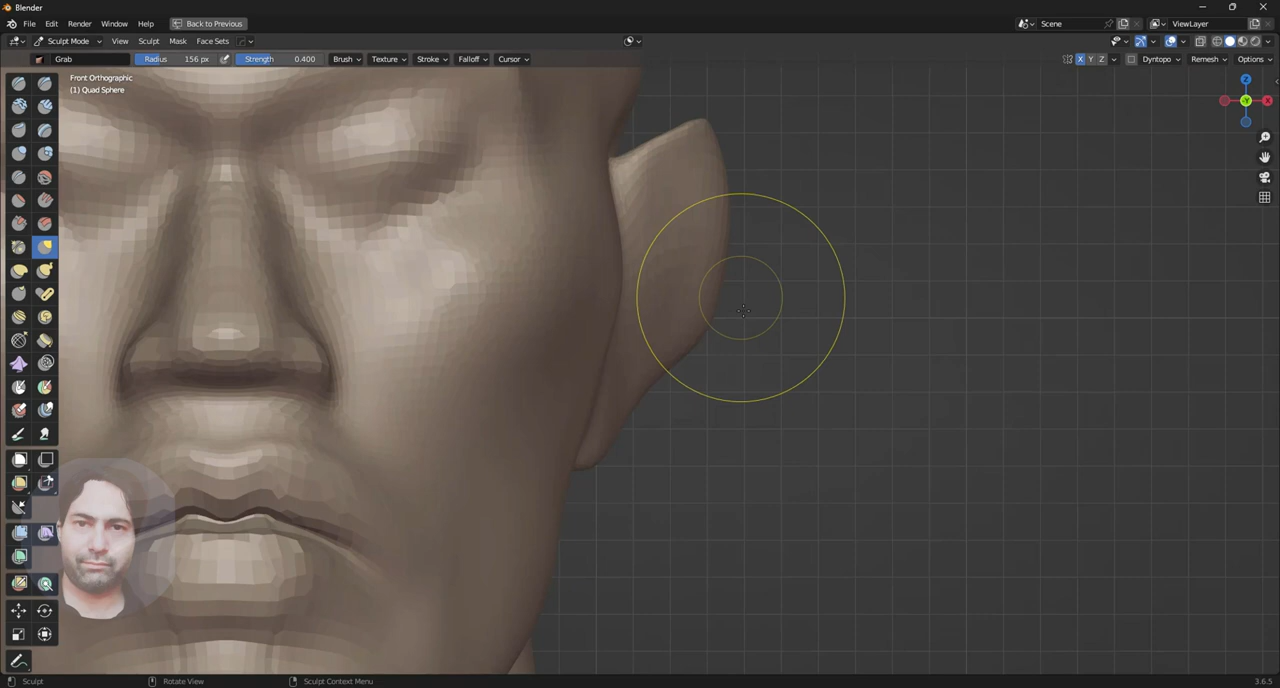 Blender
File Edit Render Window Help Back to Previous Scene ViewLayer
Sculpt Mode View Sculpt Mask Face Sets
Grab Radius 156 px Strength 0.400 Brush Texture Stroke Falloff Cursor X Y Z Dyntopo Remesh Options
Front Orthographic
(1) Quad Sphere
Z
Y X
Sculpt Rotate View Sculpt Context Menu 3.6.5